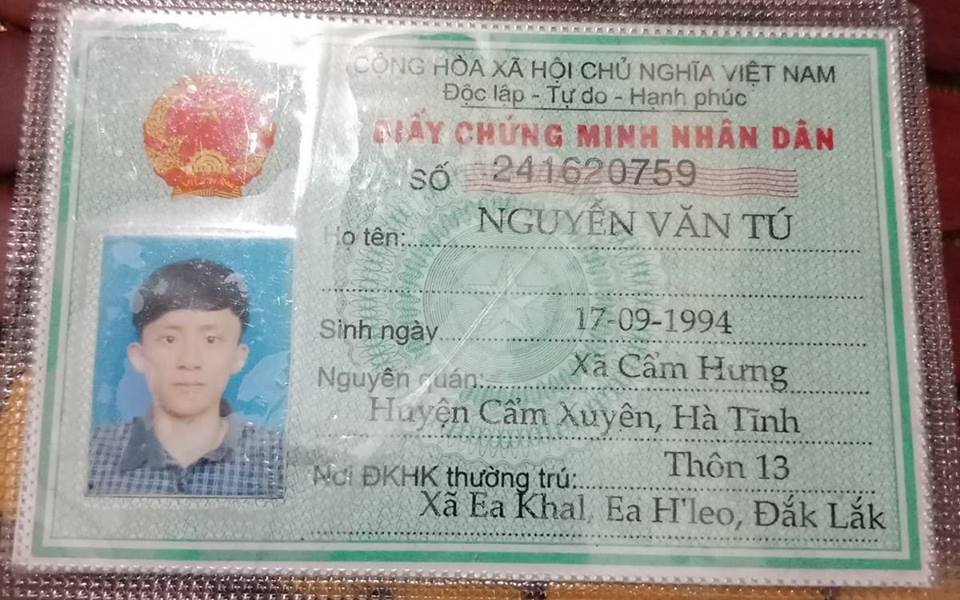 CỘNG HÒA XÃ HỘI CHỦ NGHĨA VIỆT NAM
Độc lập - Tự do - Hạnh phúc
GIẤY CHỨNG MINH NHÂN DÂN
SỐ 241620759
Họ tên: NGUYỄN VĂN TÚ
Sinh ngày 17-09-1994
Nguyên quán: Xã Cẩm Hưng
Huyện Cẩm Xuyên, Hà Tĩnh
Nơi ĐKHK thường trú: Thôn 13
Xã Ea Khal, Ea H'leo, Đắk Lắk